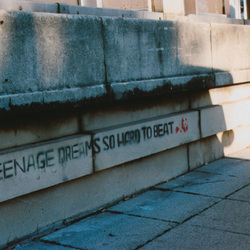 EENAGE DREAMS SO HARD TO BEAT